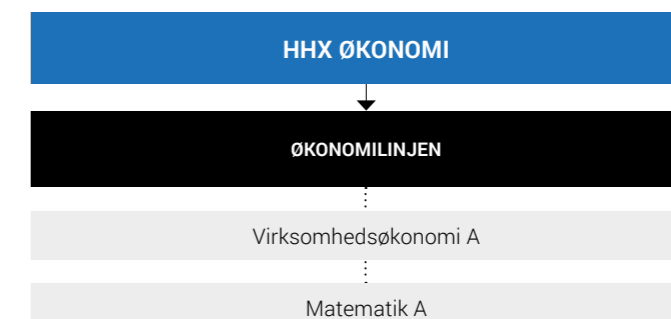 HHX ØKONOMI
ØKONOMILINJEN
Virksomhedsøkonomi A
Matematik A